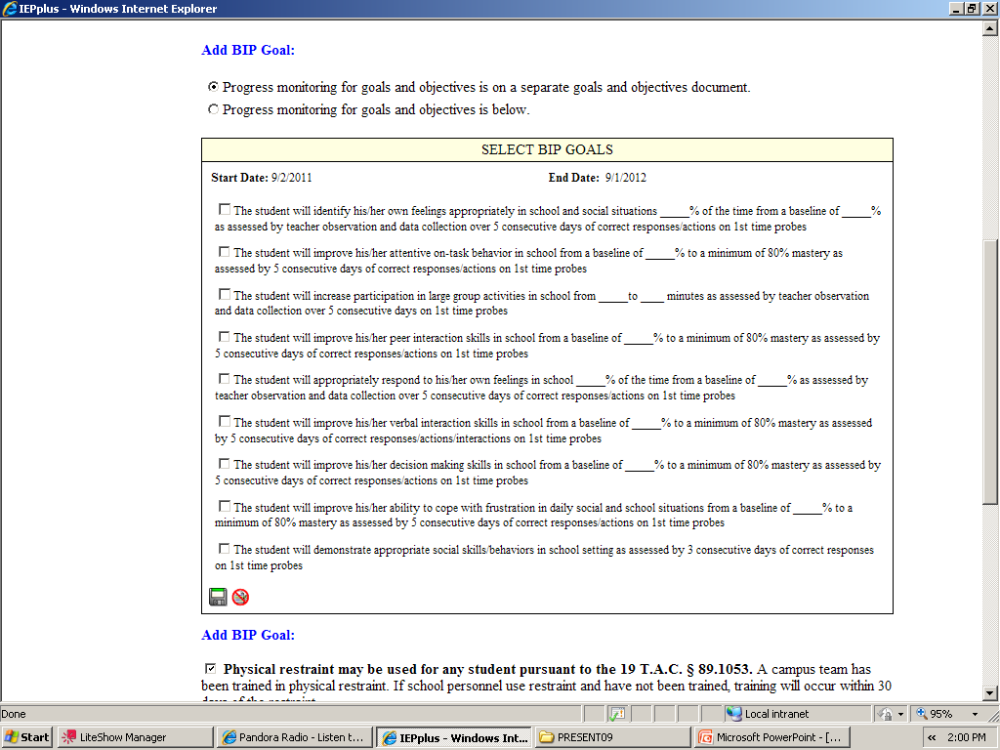 IEPplus - Windows Internet Explorer
Add BIP Goal:
Progress monitoring for goals and objectives is on a separate goals and objectives document.
Progress monitoring for goals and objectives is below.
SELECT BIP GOALS
Start Date: 9/2/2011 End Date: 9/1/2012
The student will identify his/her own feelings appropriately in school and social situations _____% of the time from a baseline of _____%
as assessed by teacher observation and data collection over 5 consecutive days of correct responses/actions on 1st time probes
The student will improve his/her attentive on-task behavior in school from a baseline of _____% to a minimum of 80% mastery as
assessed by 5 consecutive days of correct responses/actions on 1st time probes
The student will increase participation in large group activities in school from _____to ____ minutes as assessed by teacher observation
and data collection over 5 consecutive days on 1st time probes
The student will improve his/her peer interaction skills in school from a baseline of _____% to a minimum of 80% mastery as assessed by
5 consecutive days of correct responses/actions on 1st time probes
The student will appropriately respond to his/her own feelings in school _____% of the time from a baseline of _____% as assessed by
teacher observation and data collection over 5 consecutive days of correct responses/actions on 1st time probes
The student will improve his/her verbal interaction skills in school from a baseline of _____% to a minimum of 80% mastery as assessed
by 5 consecutive days of correct responses/actions/interactions on 1st time probes
The student will improve his/her decision making skills in school from a baseline of _____% to a minimum of 80% mastery as assessed by
5 consecutive days of correct responses/actions on 1st time probes
The student will improve his/her ability to cope with frustration in daily social and school situations from a baseline of _____% to a
minimum of 80% mastery as assessed by 5 consecutive days of correct responses/actions on 1st time probes
The student will demonstrate appropriate social skills/behaviors in school setting as assessed by 3 consecutive days of correct responses
on 1st time probes
Add BIP Goal:
Physical restraint may be used for any student pursuant to the 19 T.A.C. § 89.1053. A campus team has
been trained in physical restraint. If school personnel use restraint and have not been trained, training will occur within 30
days of the restraint.
Done Local intranet 95%
Start LiteShow Manager Pandora Radio - Listen t... IEPplus - Windows Int... PRESENT09 Microsoft PowerPoint - [... « 2:00 PM